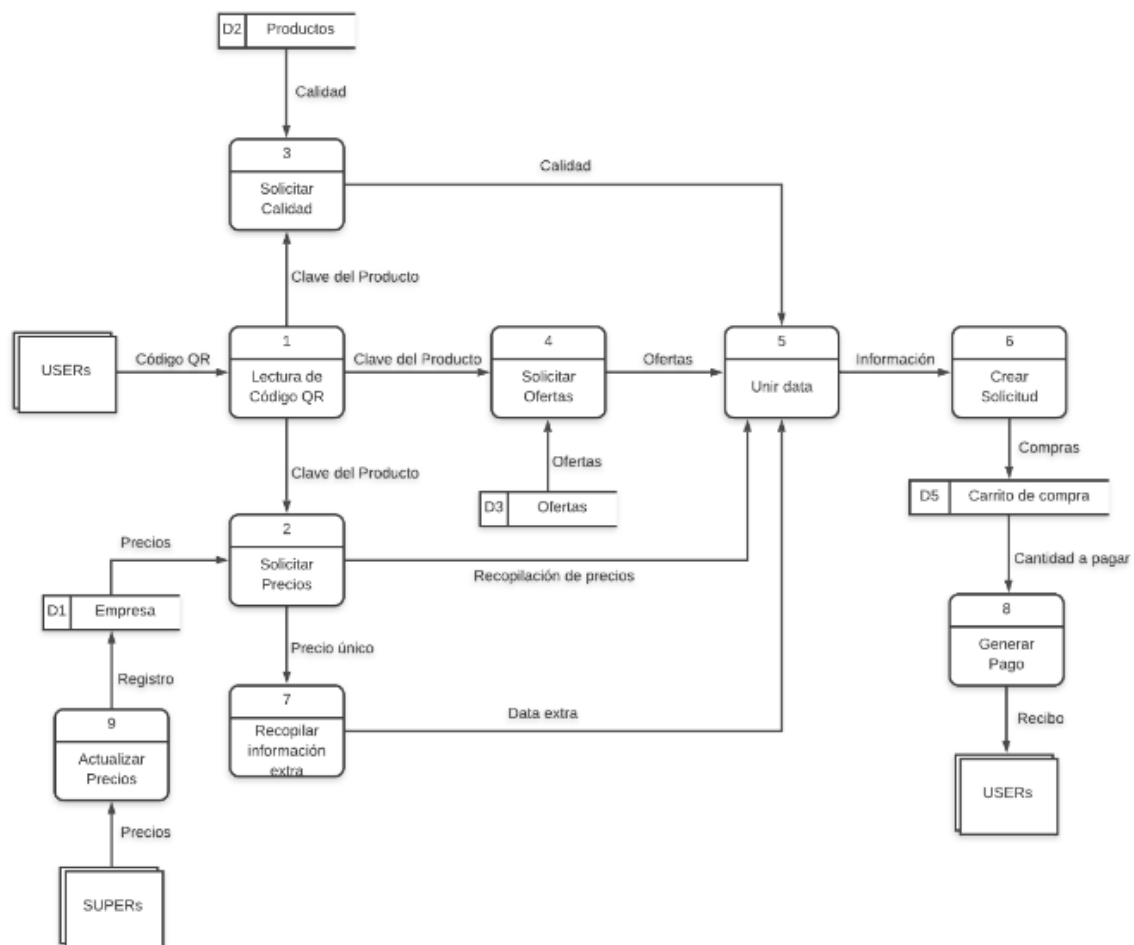 D2 Productos
Calidad
3
Solicitar
Calidad
Calidad
Clave del Producto
USERs
Código QR
1
Lectura de
Código QR
Clave del Producto
4
Solicitar
Ofertas
Ofertas
5
Unir data
Información
6
Crear
Solicitud
Clave del Producto
Ofertas
D3 Ofertas
Compras
D5 Carrito de compra
Precios
2
Solicitar
Precios
Recopilación de precios
Cantidad a pagar
D1 Empresa
8
Generar
Pago
Precio único
Registro
7
Recopilar
información
extra
Data extra
Recibo
9
Actualizar
Precios
USERs
Precios
SUPERs